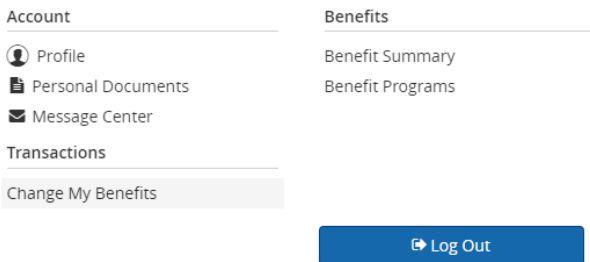 Account
Profile
Personal Documents
Message Center
Transactions
Change My Benefits
Benefits
Benefit Summary
Benefit Programs
Log Out